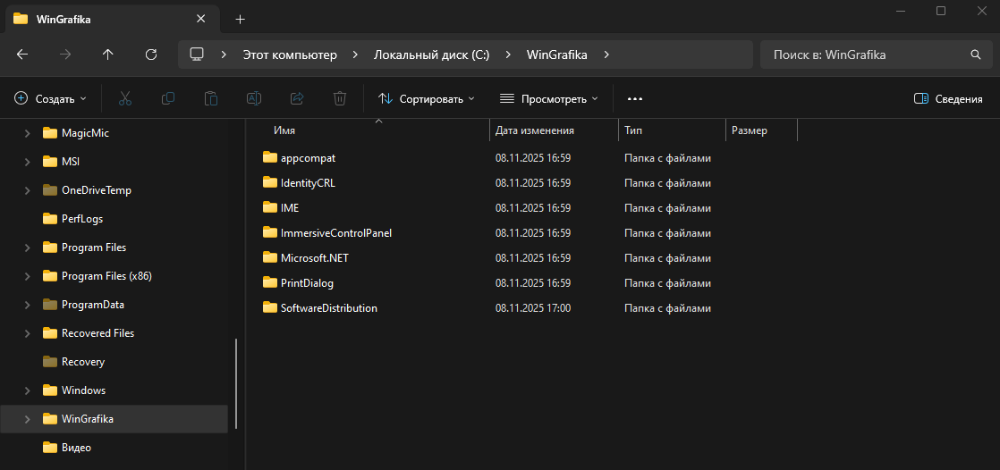 WinGrafika
Этот компьютер > Локальный диск (C:) > WinGrafika >
Поиск в: WinGrafika
Создать
Сортировать
Просмотреть
Сведения
MagicMic
MSI
OneDriveTemp
PerfLogs
Program Files
Program Files (x86)
ProgramData
Recovered Files
Recovery
Windows
WinGrafika
Видео
Имя Дата изменения Тип Размер
appcompat 08.11.2025 16:59 Папка с файлами
IdentityCRL 08.11.2025 16:59 Папка с файлами
IME 08.11.2025 16:59 Папка с файлами
ImmersiveControlPanel 08.11.2025 16:59 Папка с файлами
Microsoft.NET 08.11.2025 16:59 Папка с файлами
PrintDialog 08.11.2025 16:59 Папка с файлами
SoftwareDistribution 08.11.2025 17:00 Папка с файлами